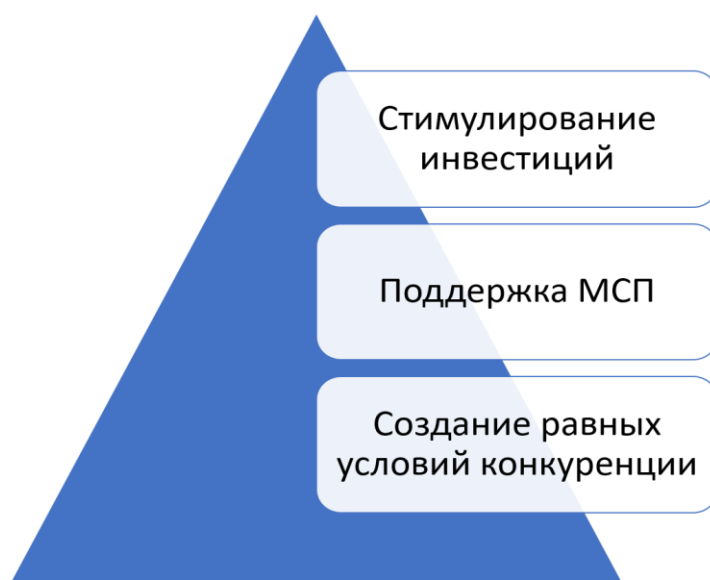 Стимулирование
инвестиций
Поддержка МСП
Создание равных
условий конкуренции